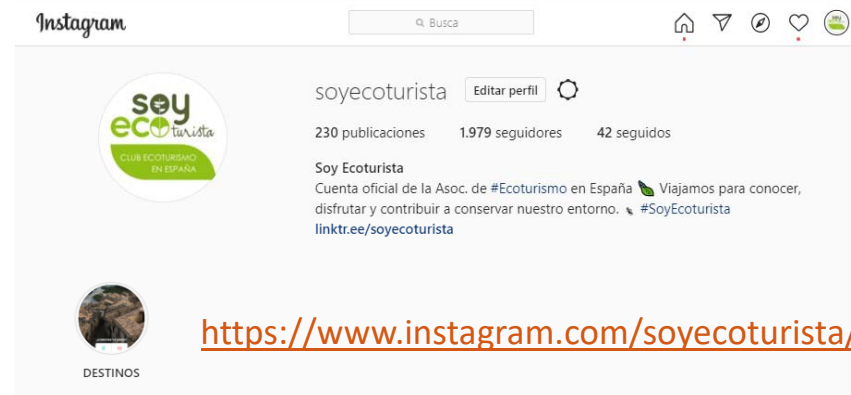 Instagram
Busca
soyecoturista Editar perfil
230 publicaciones 1.979 seguidores 42 seguidos
soy
eco turista
CLUB ECOTURISMO
EN ESPAÑA
Soy Ecoturista
Cuenta oficial de la Asoc. de #Ecoturismo en España Viajamos para conocer,
disfrutar y contribuir a conservar nuestro entorno. #SoyEcoturista
linktr.ee/soyecoturista
https://www.instagram.com/soyecoturista/
DESTINOS